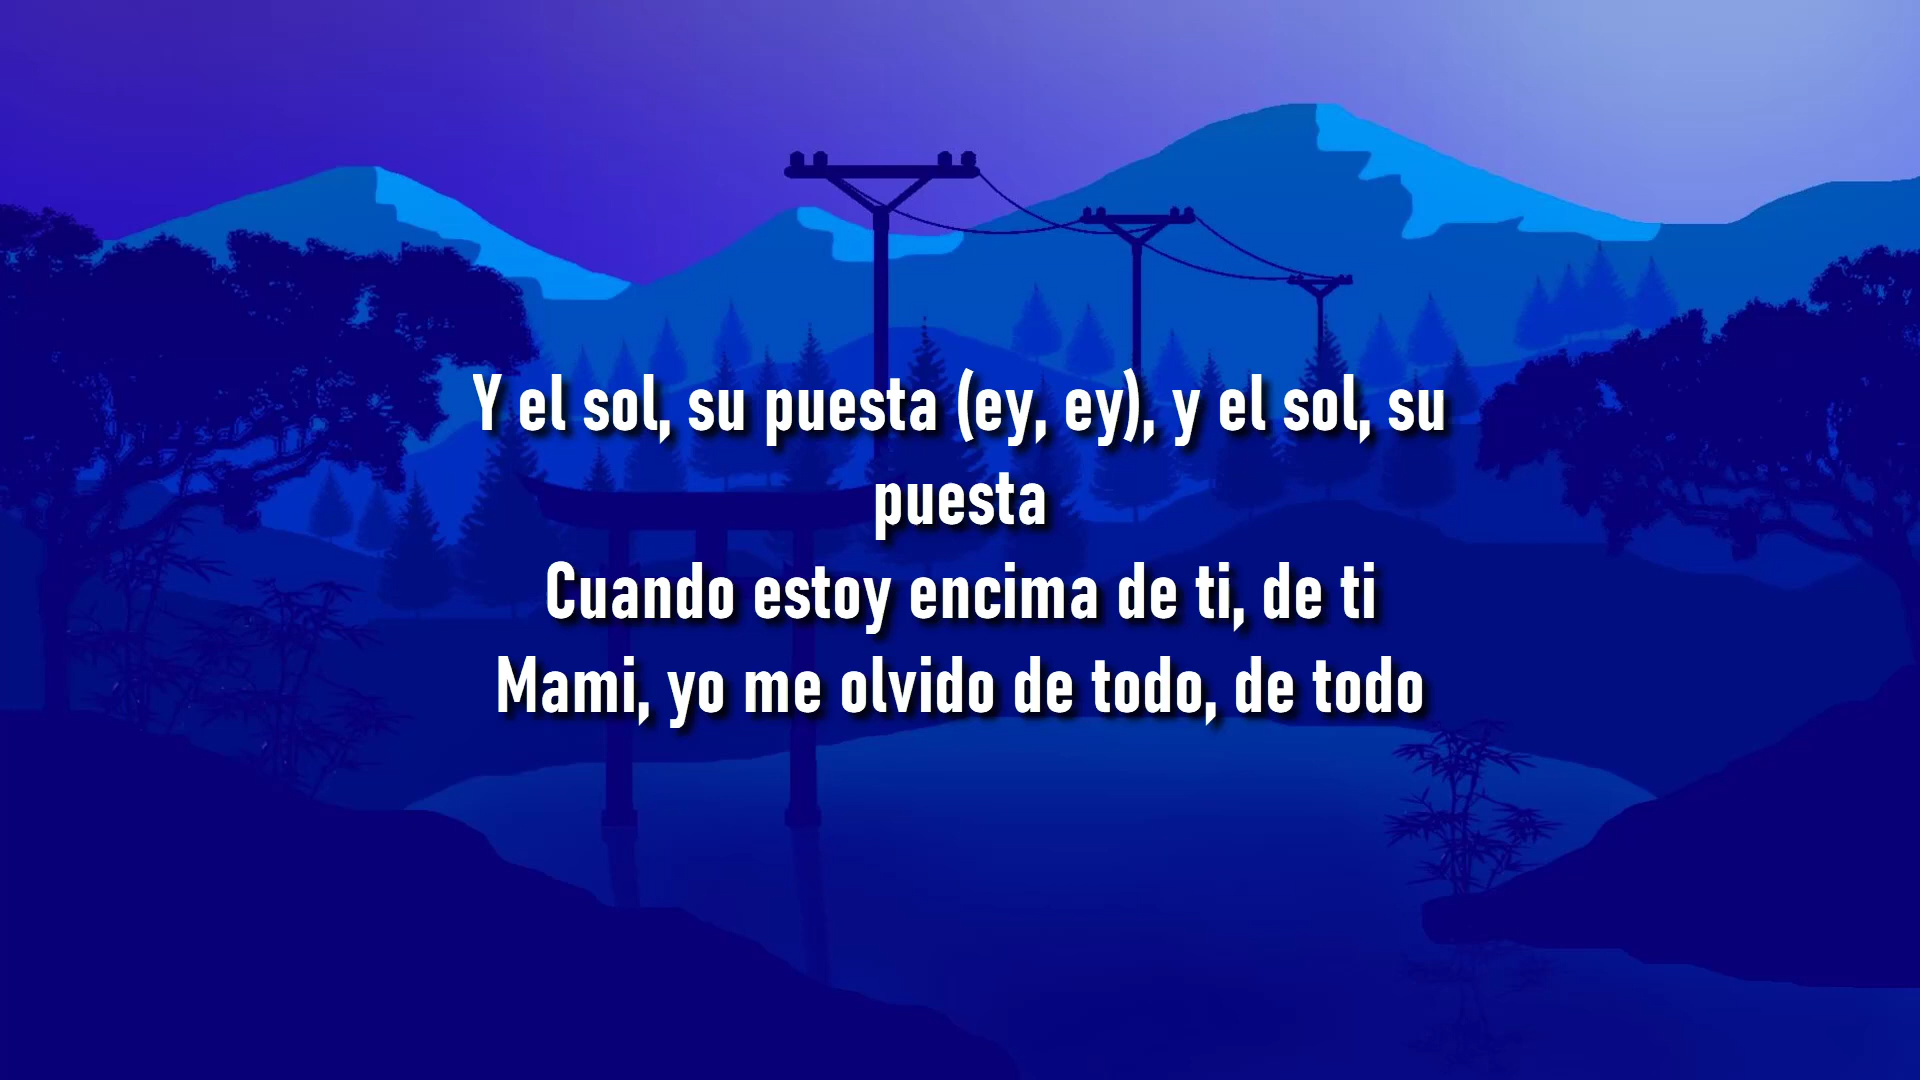 Y el sol, su puesta (ey, ey), y el sol, su
puesta
Cuando estoy encima de ti, de ti
Mami, yo me olvido de todo, de todo